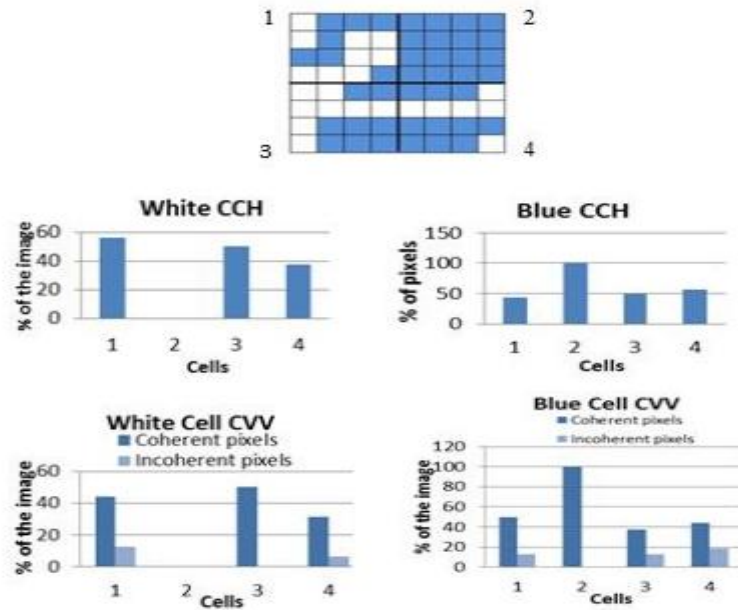 1 2
3 4
White CCH
% of the image
60
40
20
0
1 2 3 4
Cells
Blue CCH
% of pixels
150
100
50
0
1 2 3 4
Cells
White Cell CVV
Coherent pixels
Incoherent pixels
% of the image
60
40
20
0
1 2 3 4
Cells
Blue Cell CVV
Coherent pixels
Incoherent pixels
% of the image
120
100
80
60
40
20
0
1 2 3 4
Cells